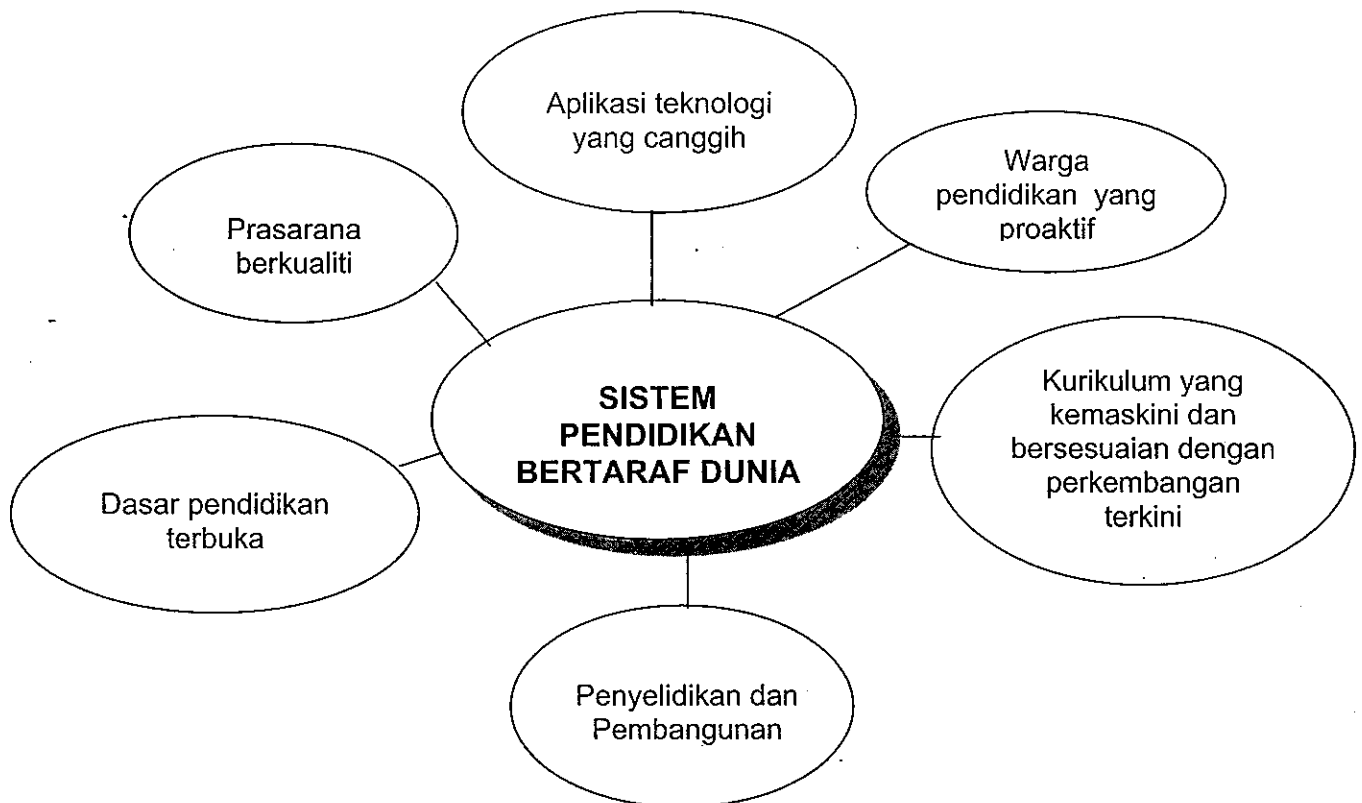 Aplikasi teknologi
yang canggih
Warga
pendidikan yang
proaktif
Prasarana
berkualiti
SISTEM
PENDIDIKAN
BERTARAF DUNIA
Kurikulum yang
kemaskini dan
bersesuaian dengan
perkembangan
terkini
Dasar pendidikan
terbuka
Penyelidikan dan
Pembangunan